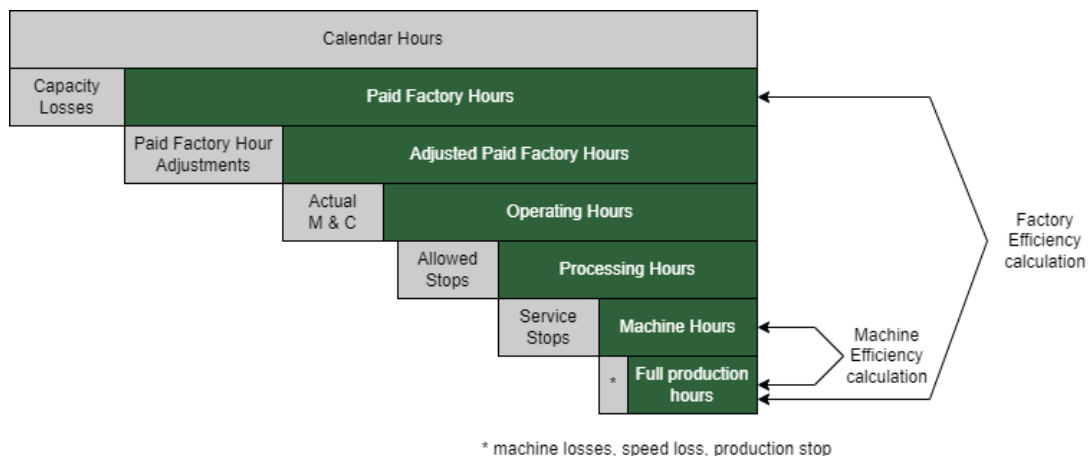 Calendar Hours
Capacity
Losses
Paid Factory Hours
Paid Factory Hour
Adjustments
Adjusted Paid Factory Hours
Actual
M & C
Operating Hours
Allowed
Stops
Processing Hours
Service
Stops
Machine Hours
*
Full production
hours
Factory
Efficiency
calculation
Machine
Efficiency
calculation
* machine losses, speed loss, production stop